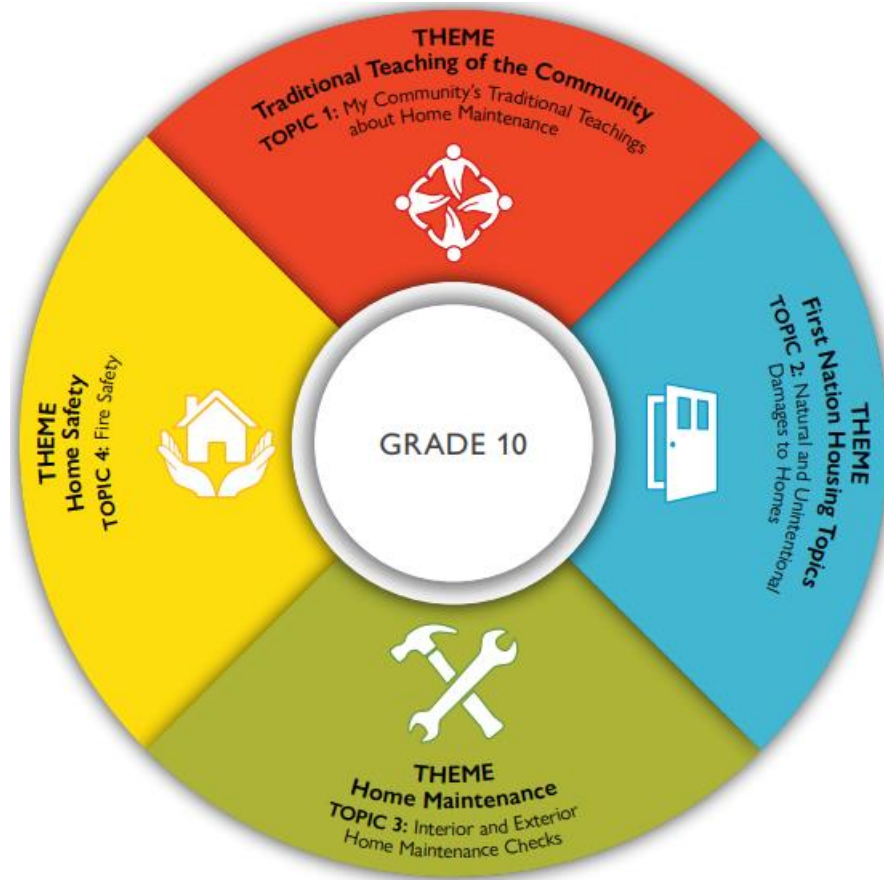 THEME
Traditional Teaching of the Community
TOPIC 1: My Community's Traditional Teachings
about Home Maintenance
THEME
First Nation Housing Topics
TOPIC 2: Natural and Unintentional
Damages to Homes
THEME
Home Maintenance
TOPIC 3: Interior and Exterior
Home Maintenance Checks
THEME
Home Safety
TOPIC 4: Fire Safety
GRADE 10